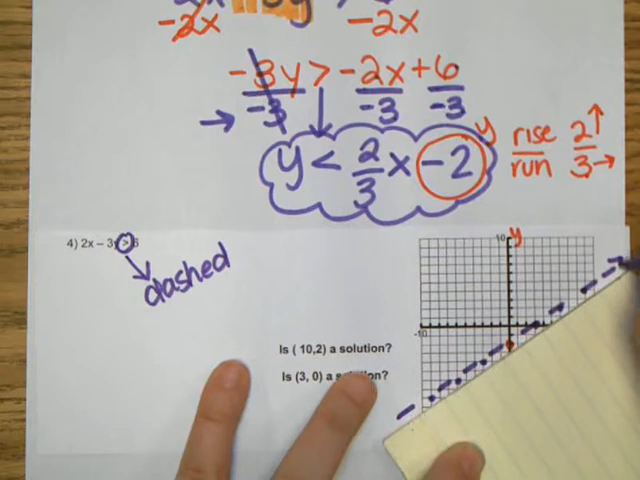 -2x -2x
-3y > -2x + 6
-3 -3 -3
y < 2/3 x - 2
y
rise 2
run 3
4) 2x – 3y > 6
dashed
10
y
-10
Is ( 10,2) a solution?
Is (3, 0) a